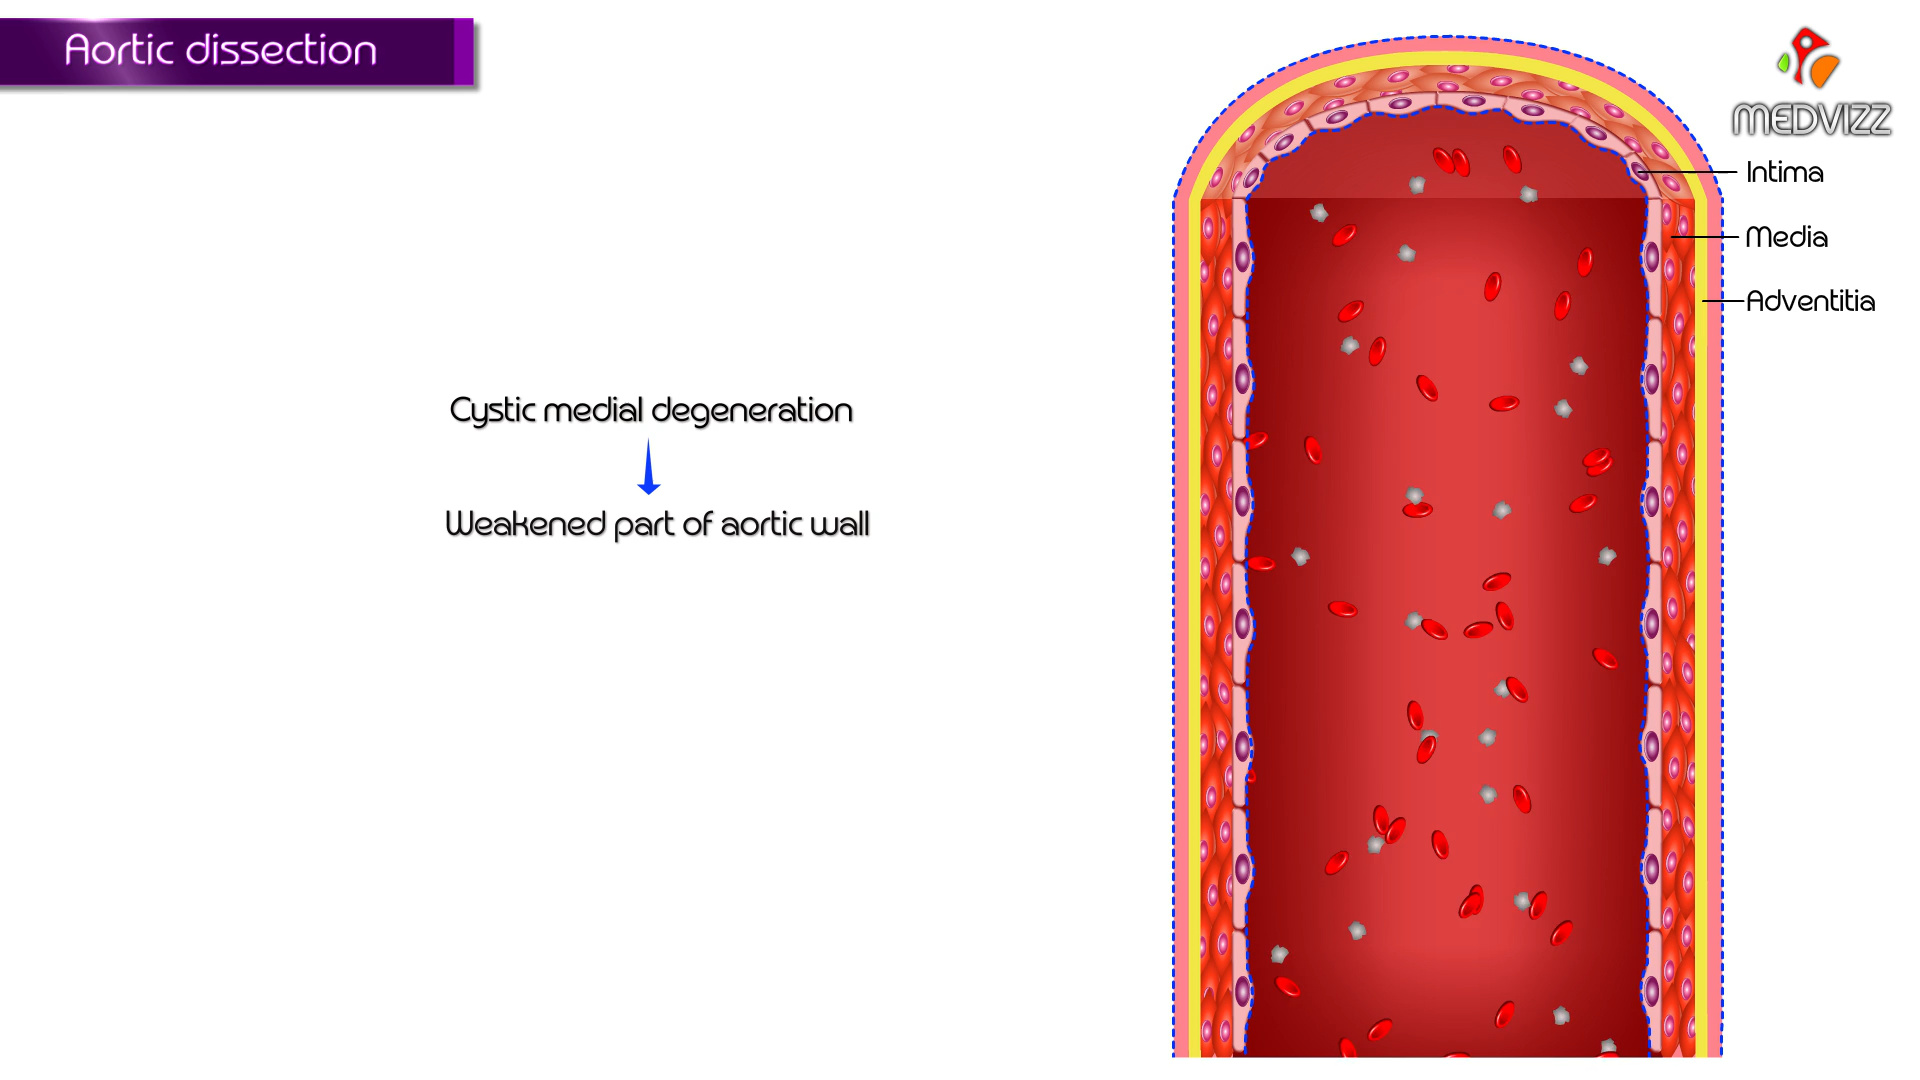 Aortic dissection
MEDVIZZ
Intima
Media
Adventitia
Cystic medial degeneration
Weakened part of aortic wall